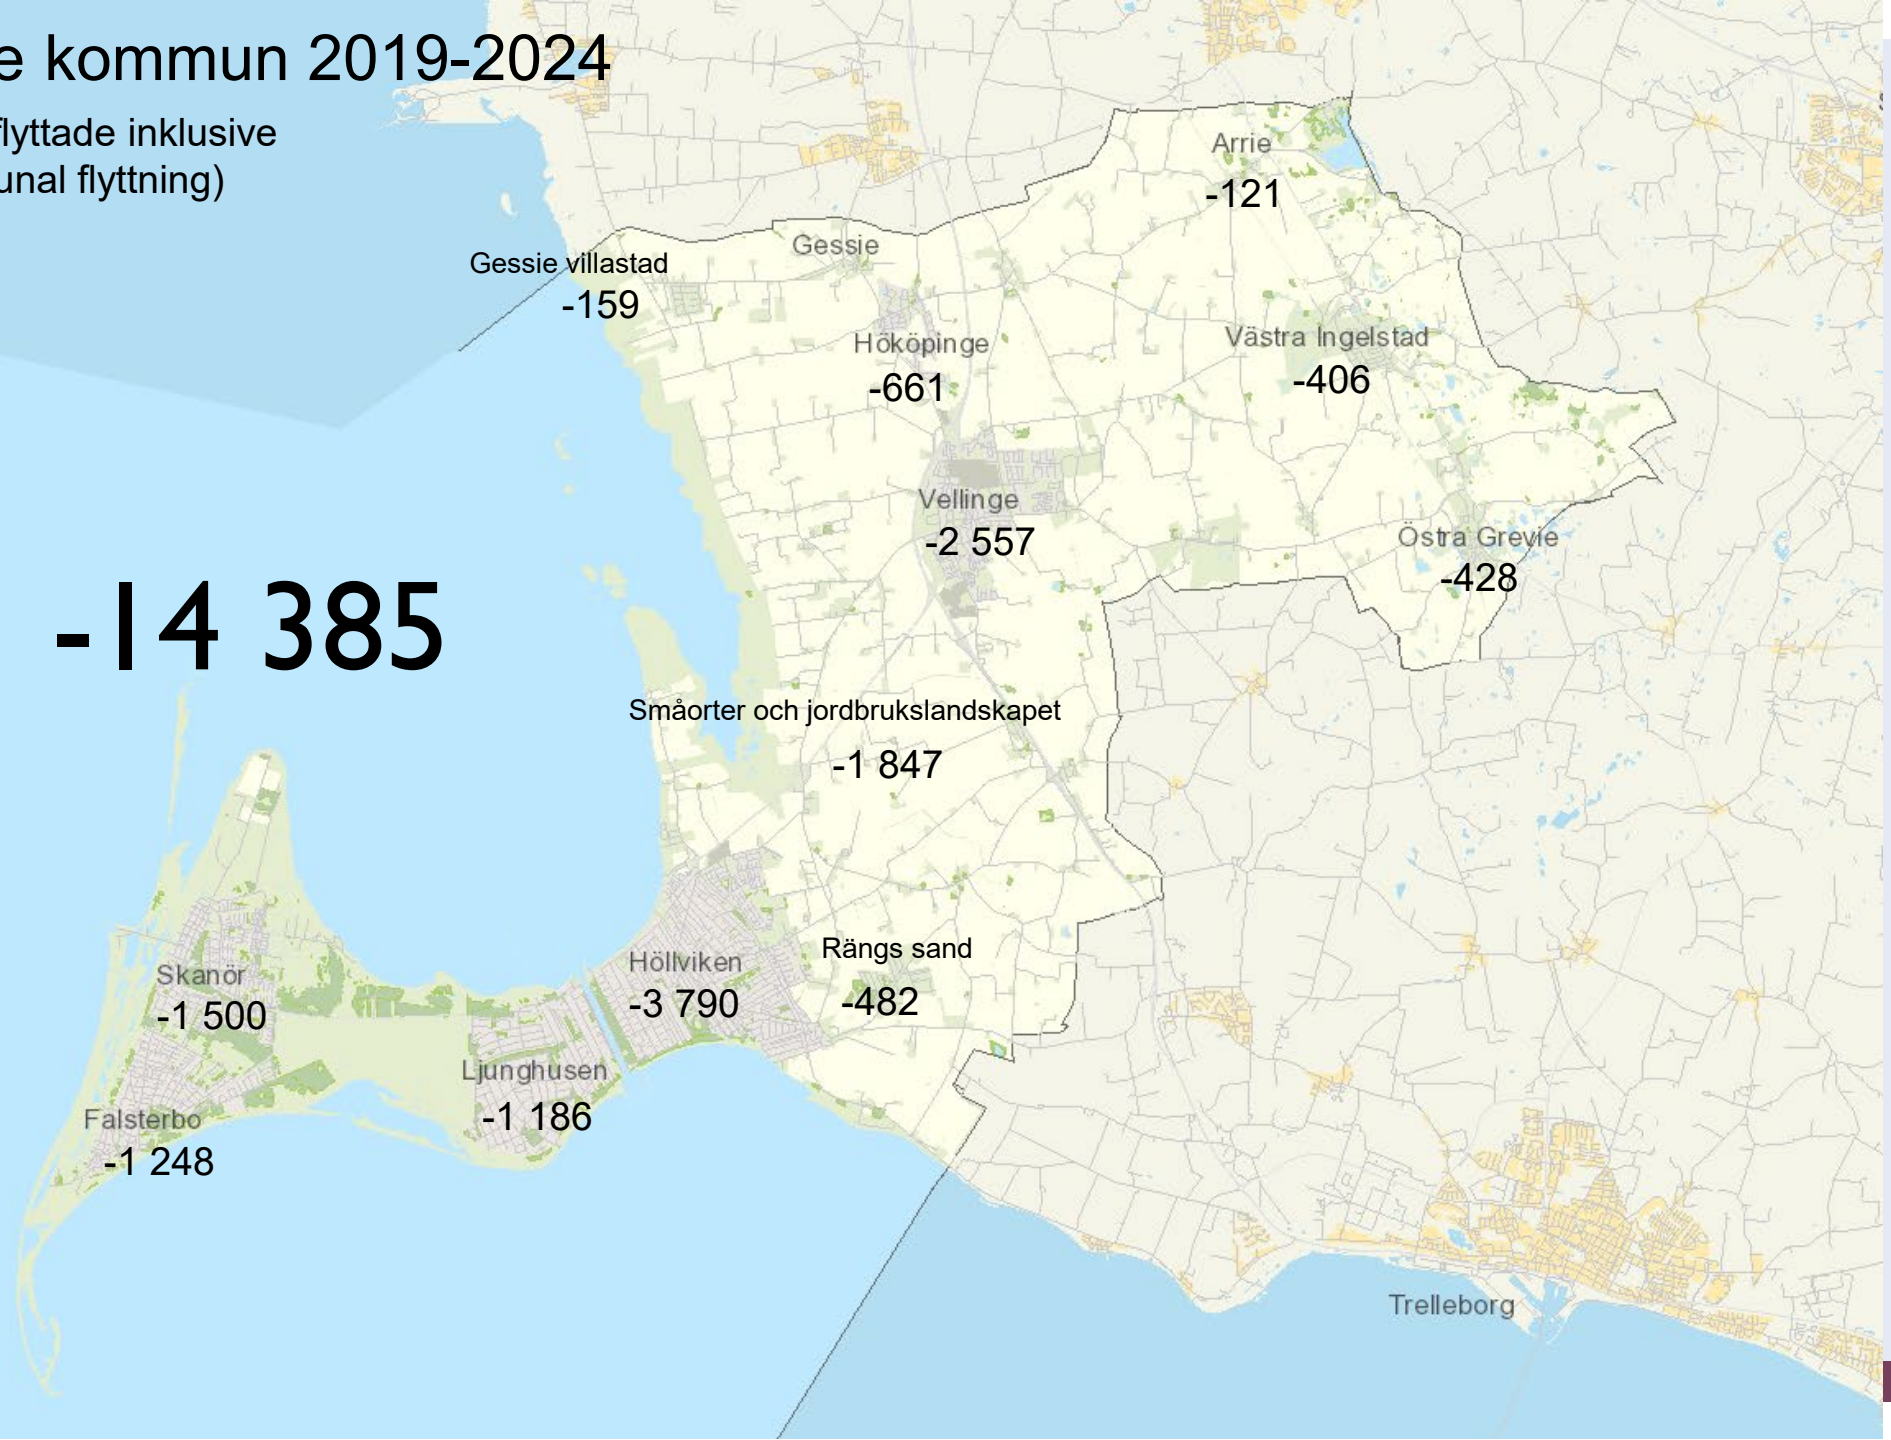 e kommun 2019-2024
flyttade inklusive
unal flyttning)
Arrie
-121
Gessie
Gessie villastad
-159
Hököpinge
-661
Västra Ingelstad
-406
Vellinge
-2 557
Östra Grevie
-428
-14 385
Småorter och jordbrukslandskapet
-1 847
Rängs sand
-482
Höllviken
-3 790
Skanör
-1 500
Ljunghusen
-1 186
Falsterbo
-1 248
Trelleborg